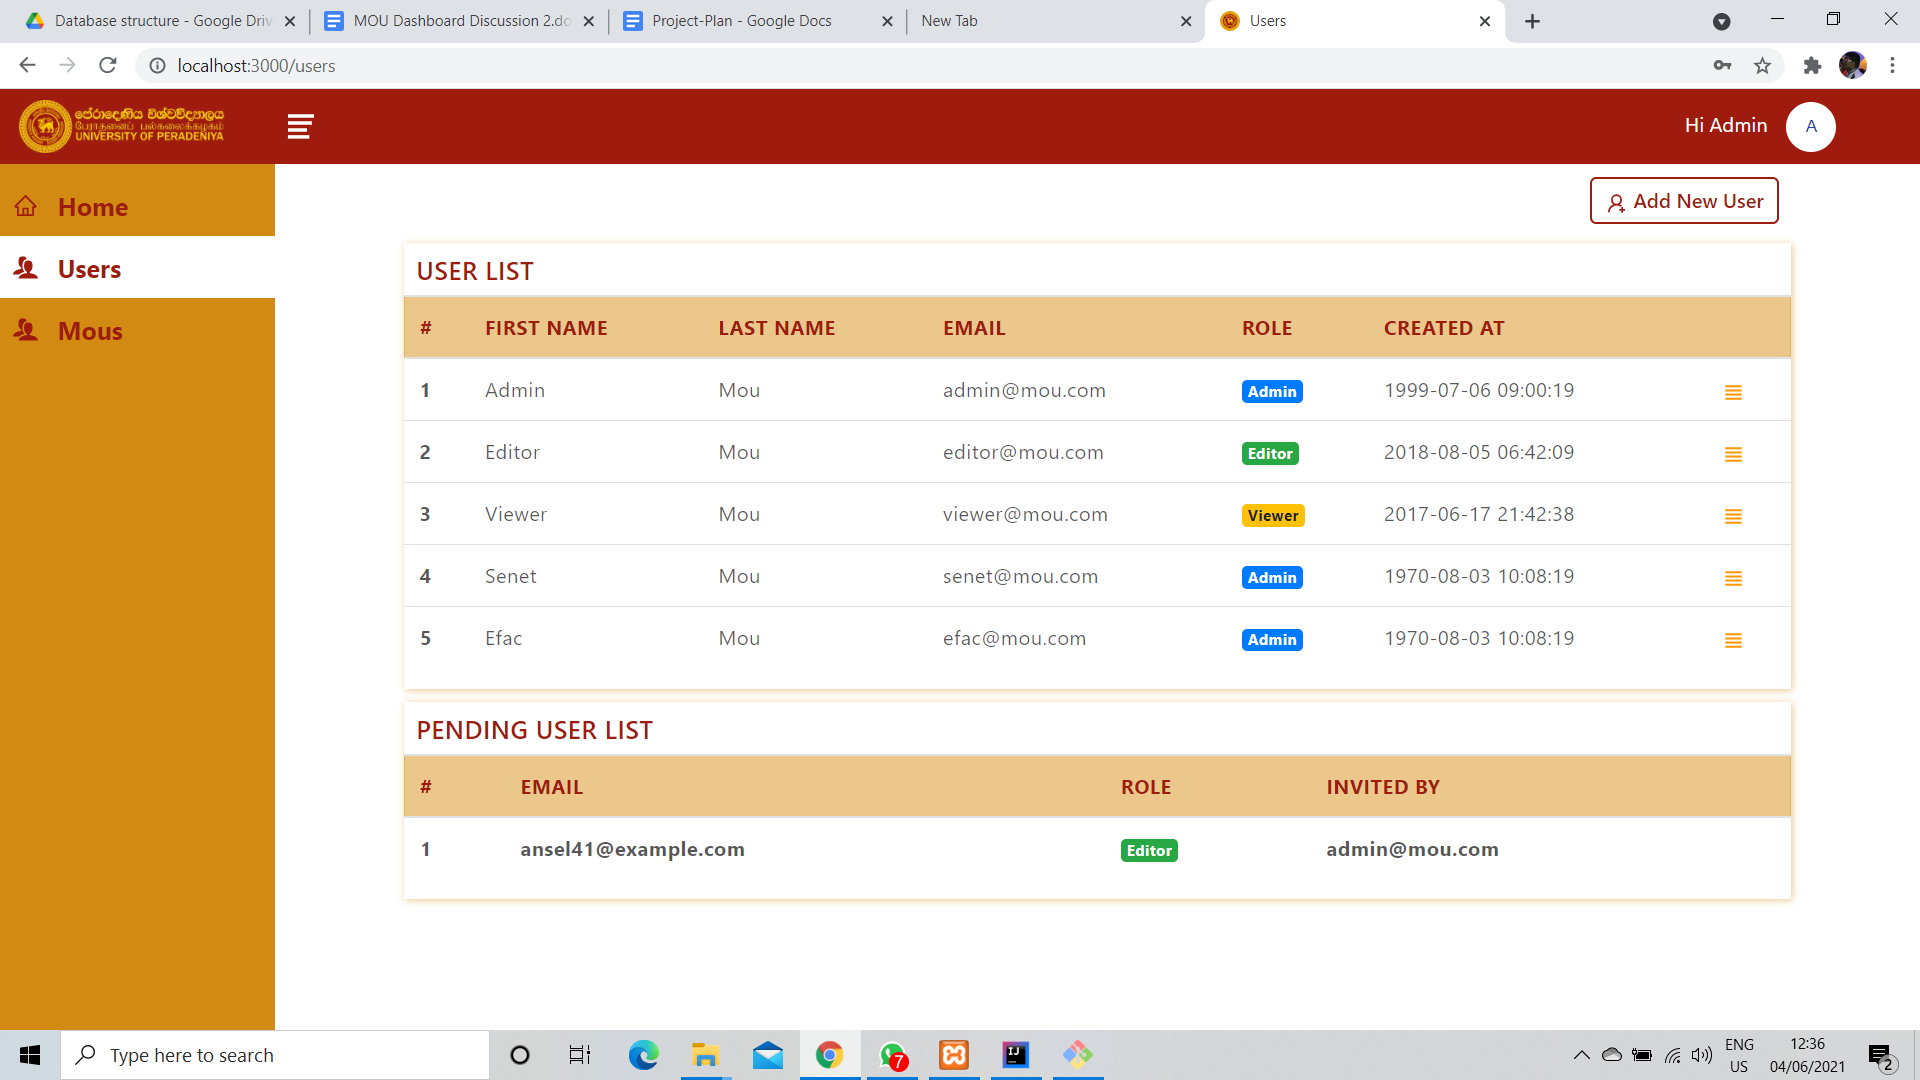 Database structure - Google Driv
MOU Dashboard Discussion 2.do
Project-Plan - Google Docs
New Tab
Users
localhost:3000/users
පේරාදෙණිය විශ්වවිද්‍යාලය
பேராதனைப் பல்கலைக்கழகம்
UNIVERSITY OF PERADENIYA
Hi Admin
A
Home
Users
Mous
Add New User
USER LIST
# FIRST NAME LAST NAME EMAIL ROLE CREATED AT
1 Admin Mou admin@mou.com Admin 1999-07-06 09:00:19
2 Editor Mou editor@mou.com Editor 2018-08-05 06:42:09
3 Viewer Mou viewer@mou.com Viewer 2017-06-17 21:42:38
4 Senet Mou senet@mou.com Admin 1970-08-03 10:08:19
5 Efac Mou efac@mou.com Admin 1970-08-03 10:08:19
PENDING USER LIST
# EMAIL ROLE INVITED BY
1 ansel41@example.com Editor admin@mou.com
Type here to search
7
IJ
ENG
US
12:36
04/06/2021
2